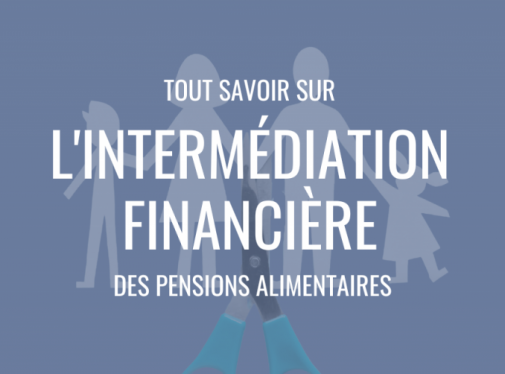 TOUT SAVOIR SUR
L'INTERMÉDIATION
FINANCIÈRE
DES PENSIONS ALIMENTAIRES